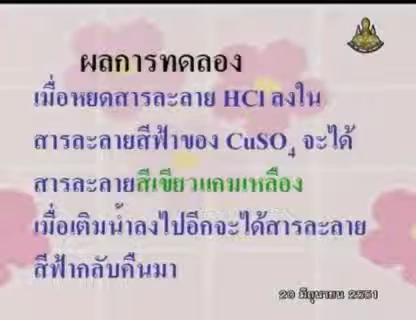 ผลการทดลอง
เมื่อหยดสารละลาย HCl ลงใน
สารละลายสีฟ้าของ CuSO₄ จะได้
สารละลายสีเขียวแกมเหลือง
เมื่อเติมน้ำลงไปอีกจะได้สารละลาย
สีฟ้ากลับคืนมา
20 มิถุนายน 2551